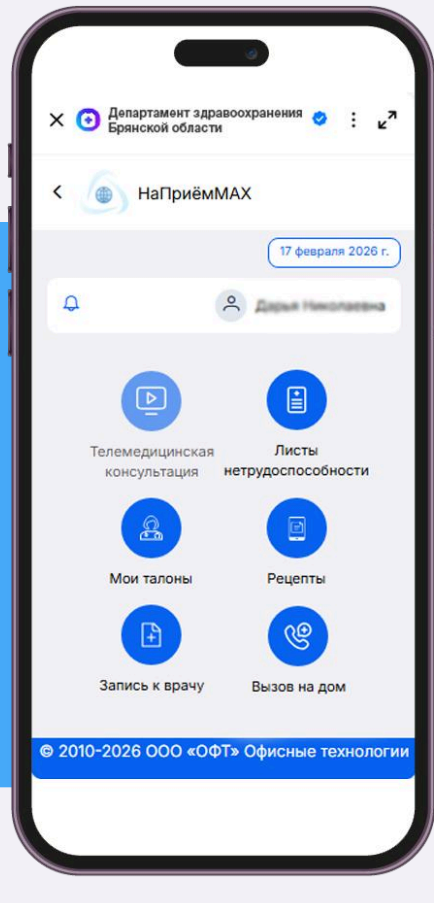 Департамент здравоохранения
Брянской области
НаПриёмМАХ
17 февраля 2026 г.
Телемедицинская
консультация
Листы
нетрудоспособности
Мои талоны
Рецепты
Запись к врачу
Вызов на дом
© 2010-2026 ООО «ОФТ» Офисные технологии